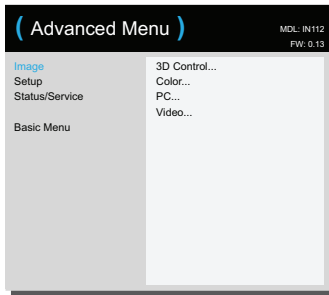 ( Advanced Menu )
MDL: IN112
FW: 0.13
Image
Setup
Status/Service
Basic Menu
3D Control...
Color...
PC...
Video...